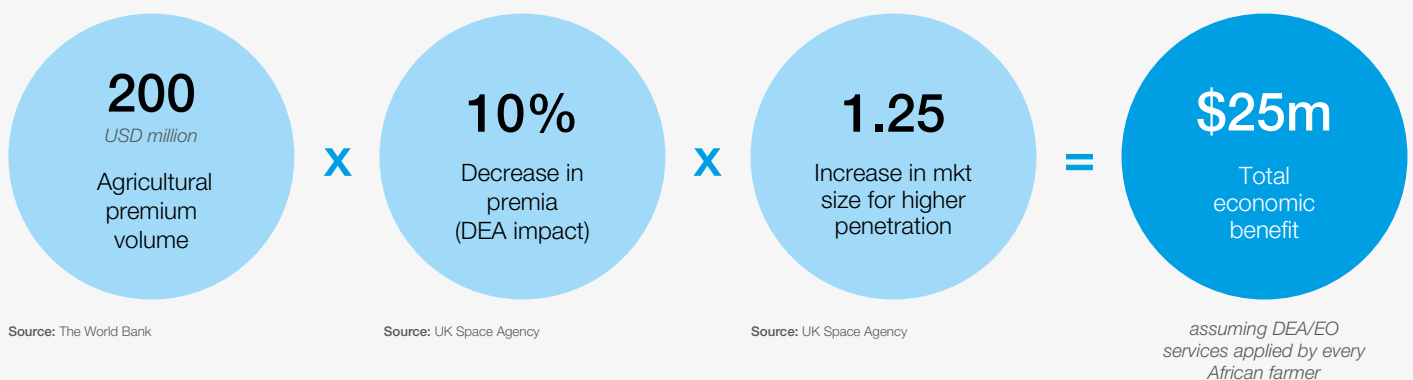 200
USD million
Agricultural
premium
volume
x
10%
Decrease in
premia
(DEA impact)
x
1.25
Increase in mkt
size for higher
penetration
=
$25m
Total
economic
benefit
Source: The World Bank
Source: UK Space Agency
Source: UK Space Agency
assuming DEA/EO
services applied by every
African farmer